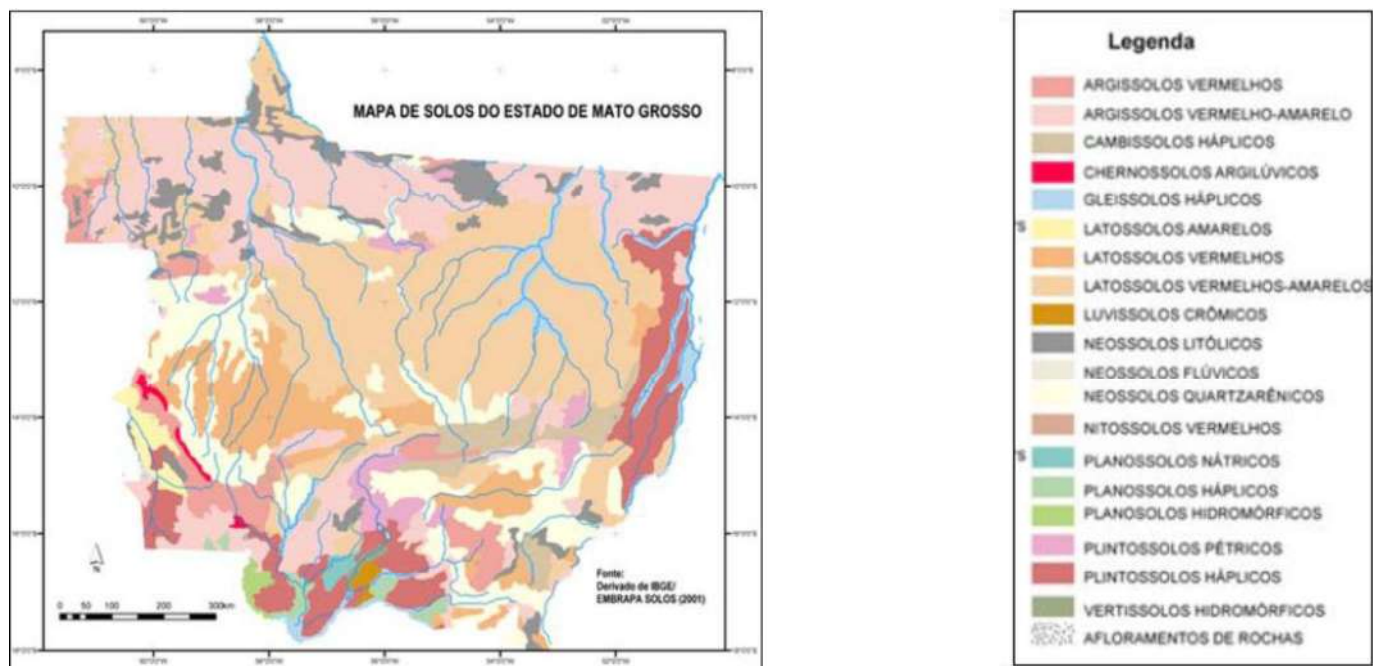 MAPA DE SOLOS DO ESTADO DE MATO GROSSO
Fonte:
Derivado de IBGE/
EMBRAPA SOLOS (2001)
N
0 50 100 200 300km
Legenda
ARGISSOLOS VERMELHOS
ARGISSOLOS VERMELHO-AMARELO
CAMBISSOLOS HÁPLICOS
CHERNOSSOLOS ARGILÚVICOS
GLEISSOLOS HÁPLICOS
LATOSSOLOS AMARELOS
LATOSSOLOS VERMELHOS
LATOSSOLOS VERMELHOS-AMARELOS
LUVISSOLOS CRÔMICOS
NEOSSOLOS LITÓLICOS
NEOSSOLOS FLÚVICOS
NEOSSOLOS QUARTZARÊNICOS
NITOSSOLOS VERMELHOS
PLANOSSOLOS NÁTRICOS
PLANOSSOLOS HÁPLICOS
PLANOSOLOS HIDROMÓRFICOS
PLINTOSSOLOS PÉTRICOS
PLINTOSSOLOS HÁPLICOS
VERTISSOLOS HIDROMÓRFICOS
AFLORAMENTOS DE ROCHAS